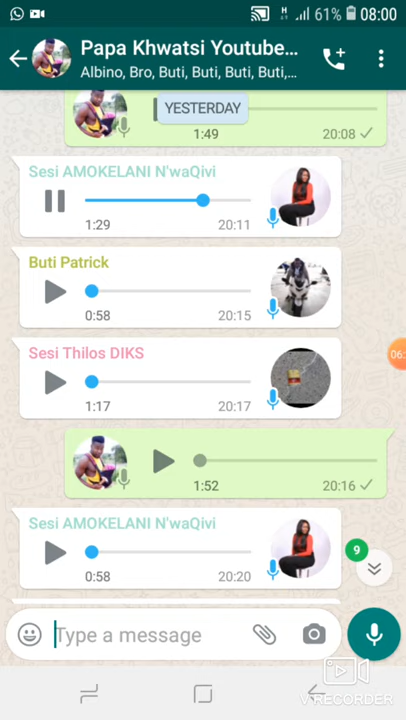 61% 08:00
Papa Khwatsi Youtube...
Albino, Bro, Buti, Buti, Buti, Buti,...
YESTERDAY
1:49 20:08
Sesi AMOKELANI N'waQivi
1:29 20:11
Buti Patrick
0:58 20:15
06:
Sesi Thilos DIKS
1:17 20:17
1:52 20:16
Sesi AMOKELANI N'waQivi
0:58 20:20
9
Type a message
V RECORDER